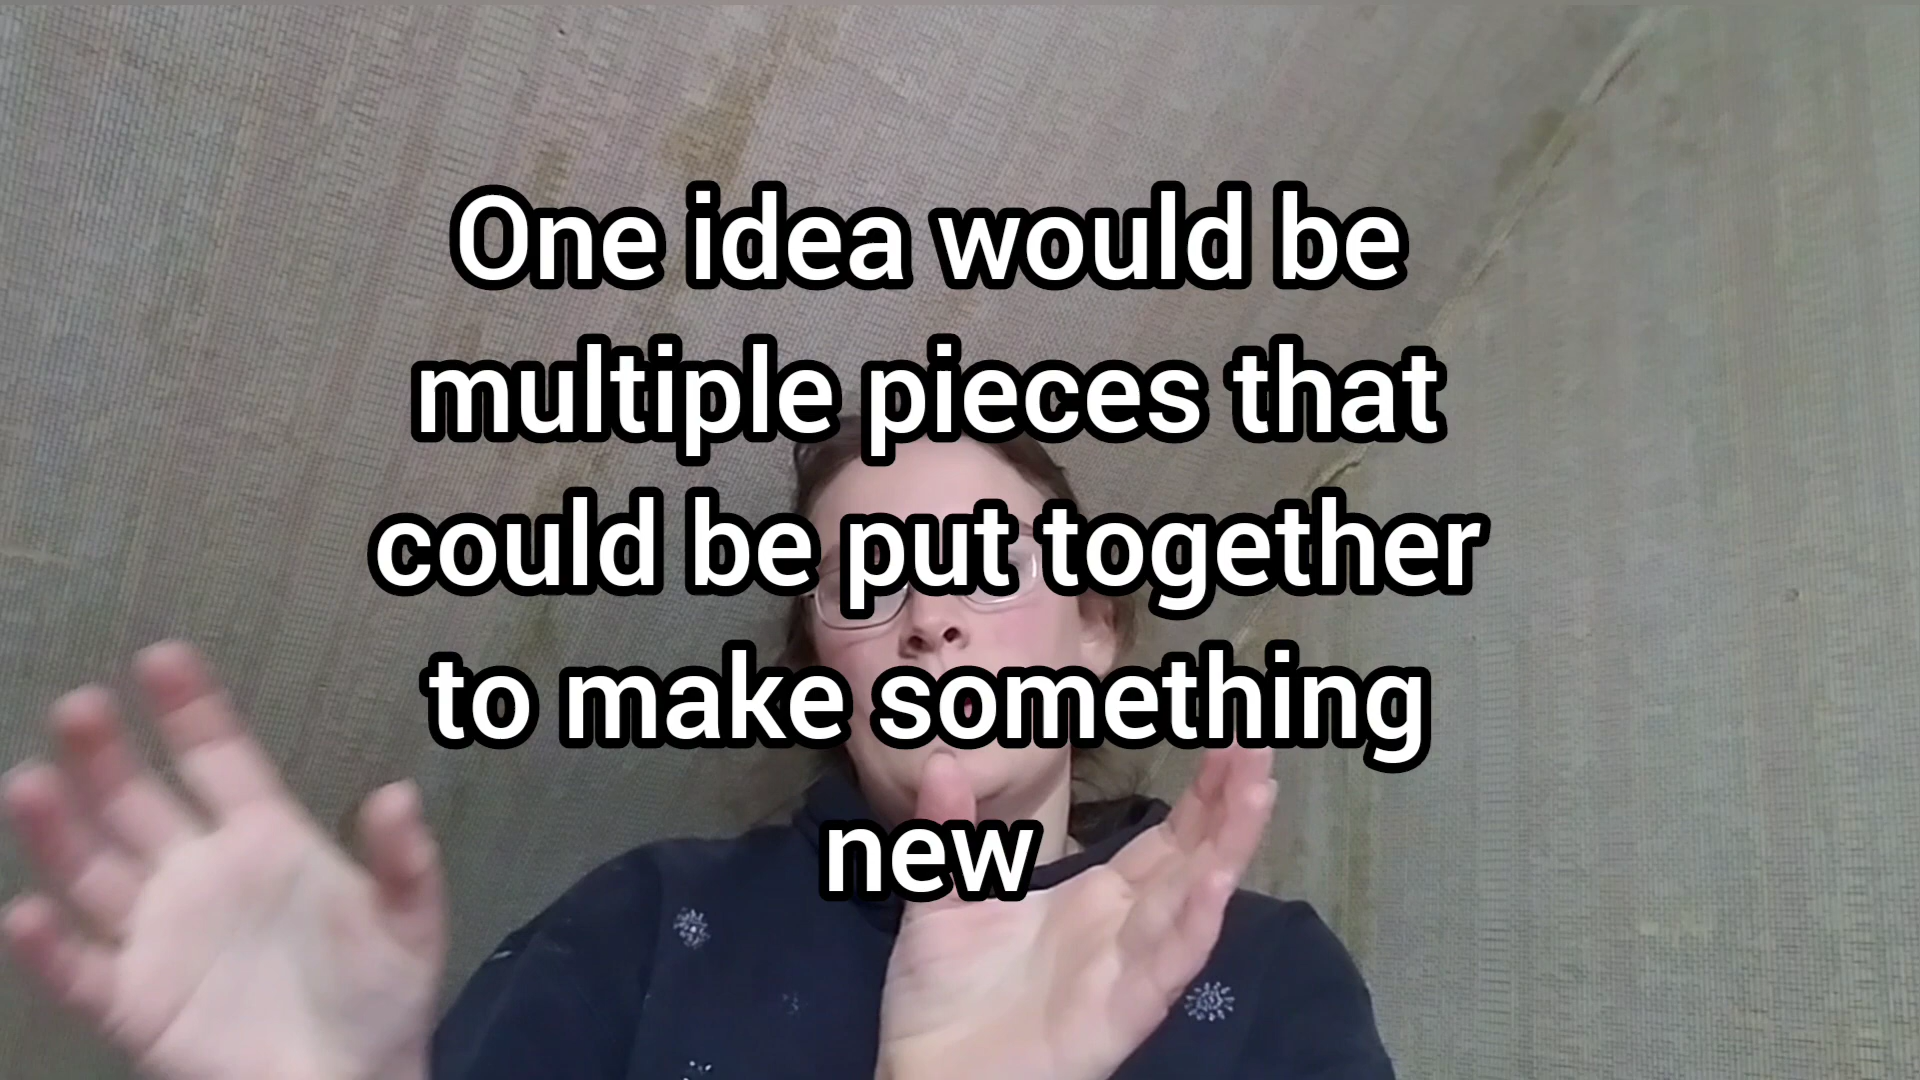 One idea would be
multiple pieces that
could be put together
to make something
new